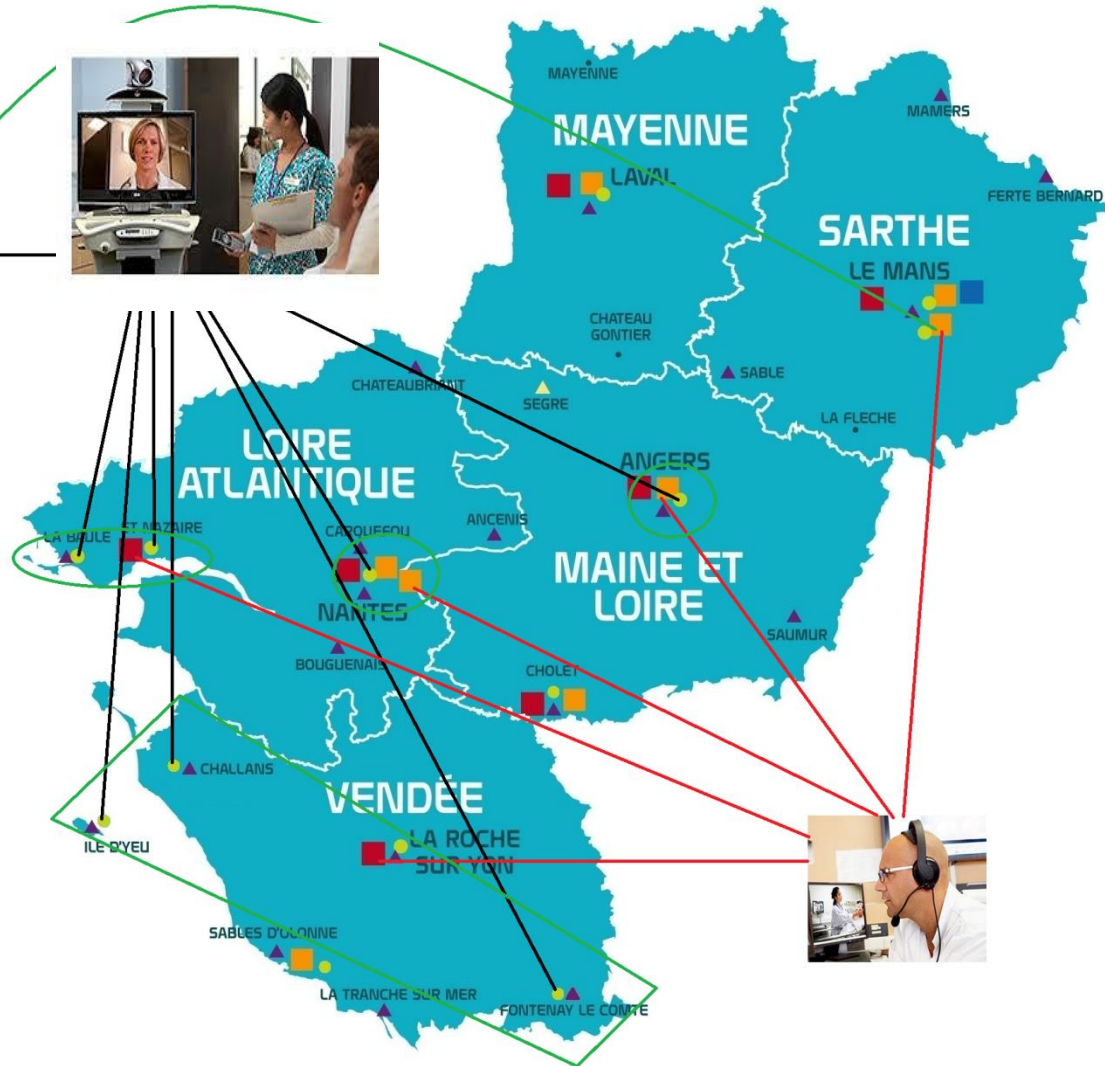 MAYENNE
MAMERS
MAYENNE
LAVAL
FERTE BERNARD
SARTHE
LE MANS
CHATEAU
GONTIER
CHATEAUBRIANT
SABLE
SEGRE
LA FLECHE
LOIRE
ATLANTIQUE
ANGERS
ANCENIS
ST NAZAIRE
LA BAULE
CARQUEFOU
MAINE ET
LOIRE
NANTES
SAUMUR
BOUGUENAIS
CHOLET
CHALLANS
VENDÉE
ILE D'YEU
LA ROCHE
SUR YON
SABLES D'OLONNE
LA TRANCHE SUR MER
FONTENAY LE COMTE